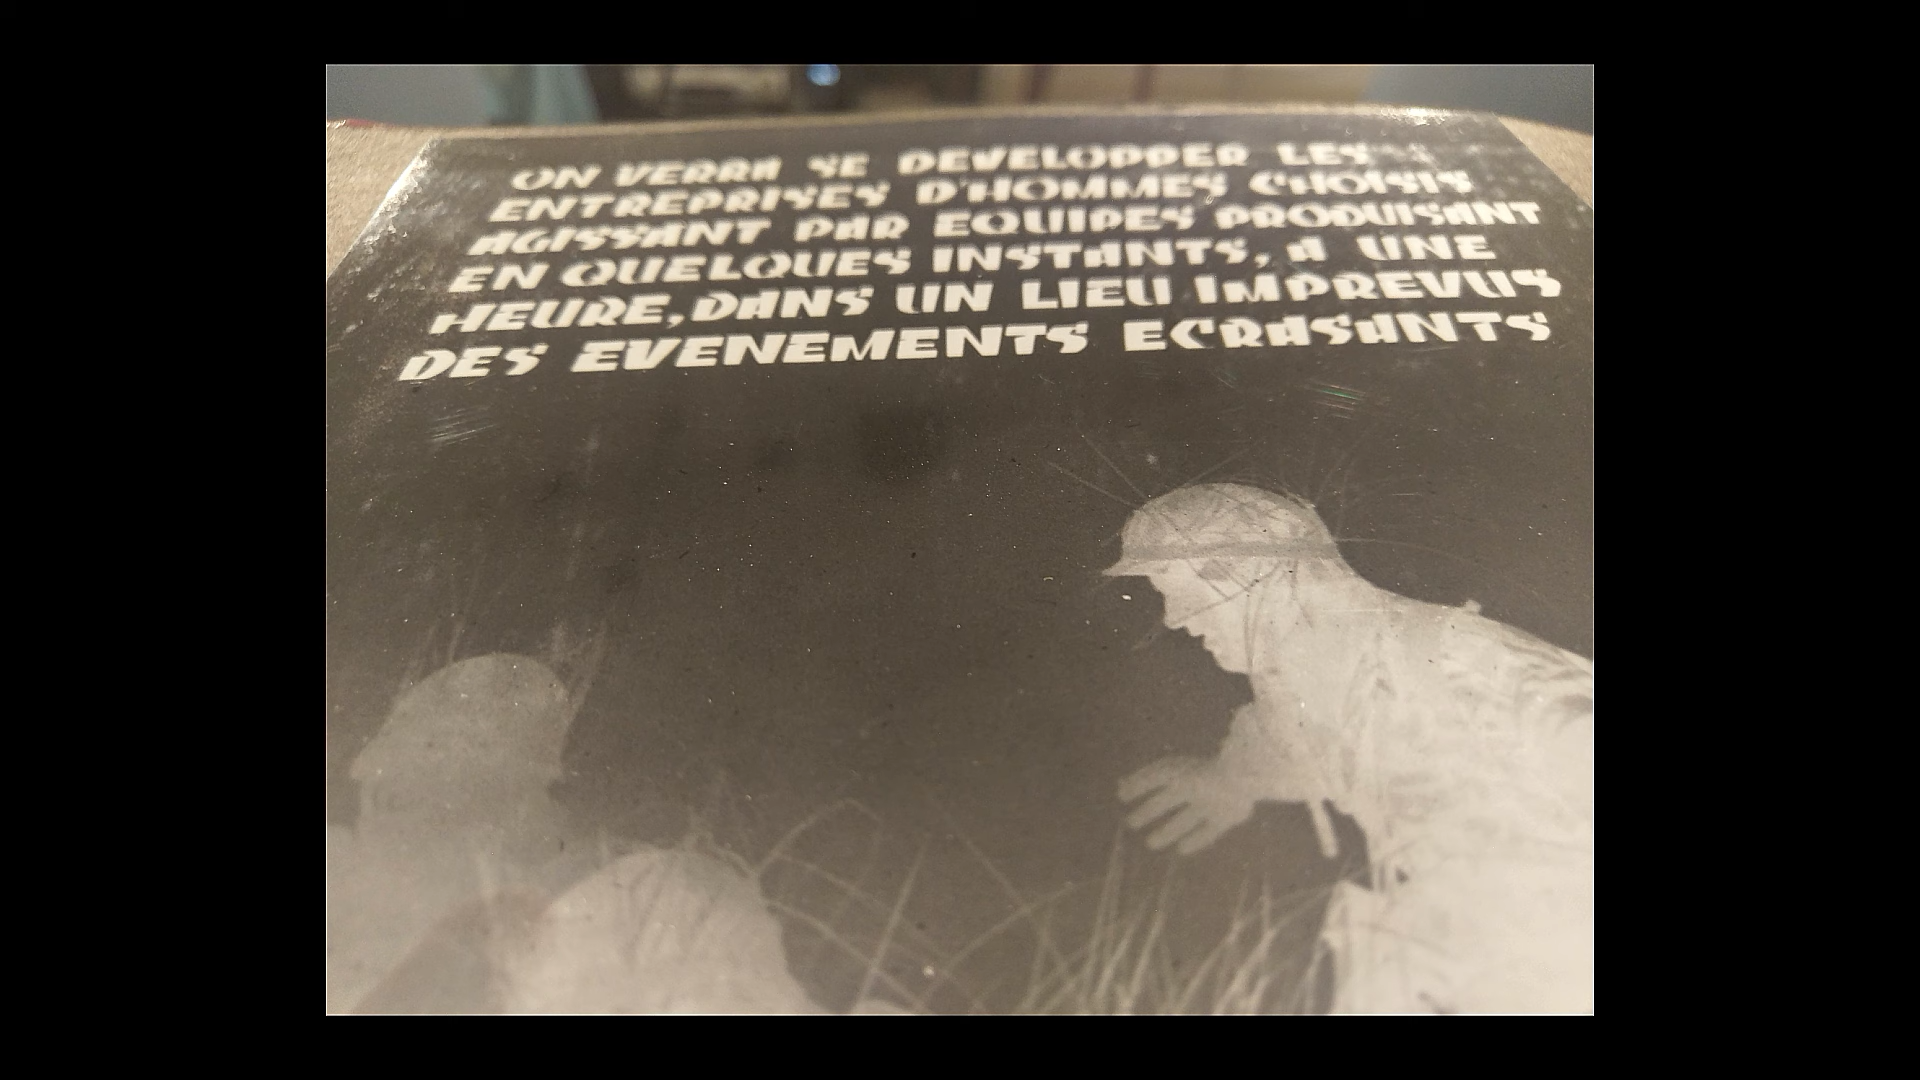 ON VERRA SE DEVELOPPER LES
ENTREPRISES D'HOMMES CHOISIS
AGISSANT PAR EQUIPES PRODUISANT
EN QUELQUES INSTANTS, A UNE
HEURE, DANS UN LIEU IMPREVUS
DES EVENEMENTS ECRASANTS